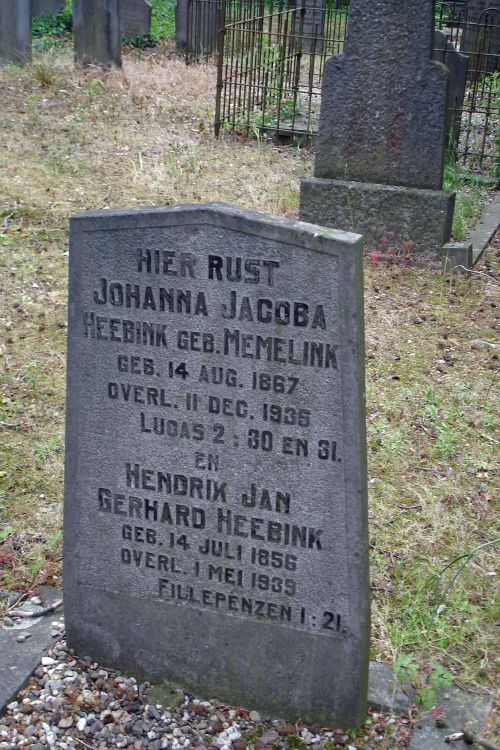 HIER RUST
JOHANNA JACOBA
HEEBINK GEB. MEMELINK
GEB. 14 AUG. 1867
OVERL. 11 DEC. 1935
LUCAS 2 : 30 EN 31.
EN
HENDRIK JAN
GERHARD HEEBINK
GEB. 14 JULI 1856
OVERL. 1 MEI 1939
FILLEPENZEN 1 : 21.